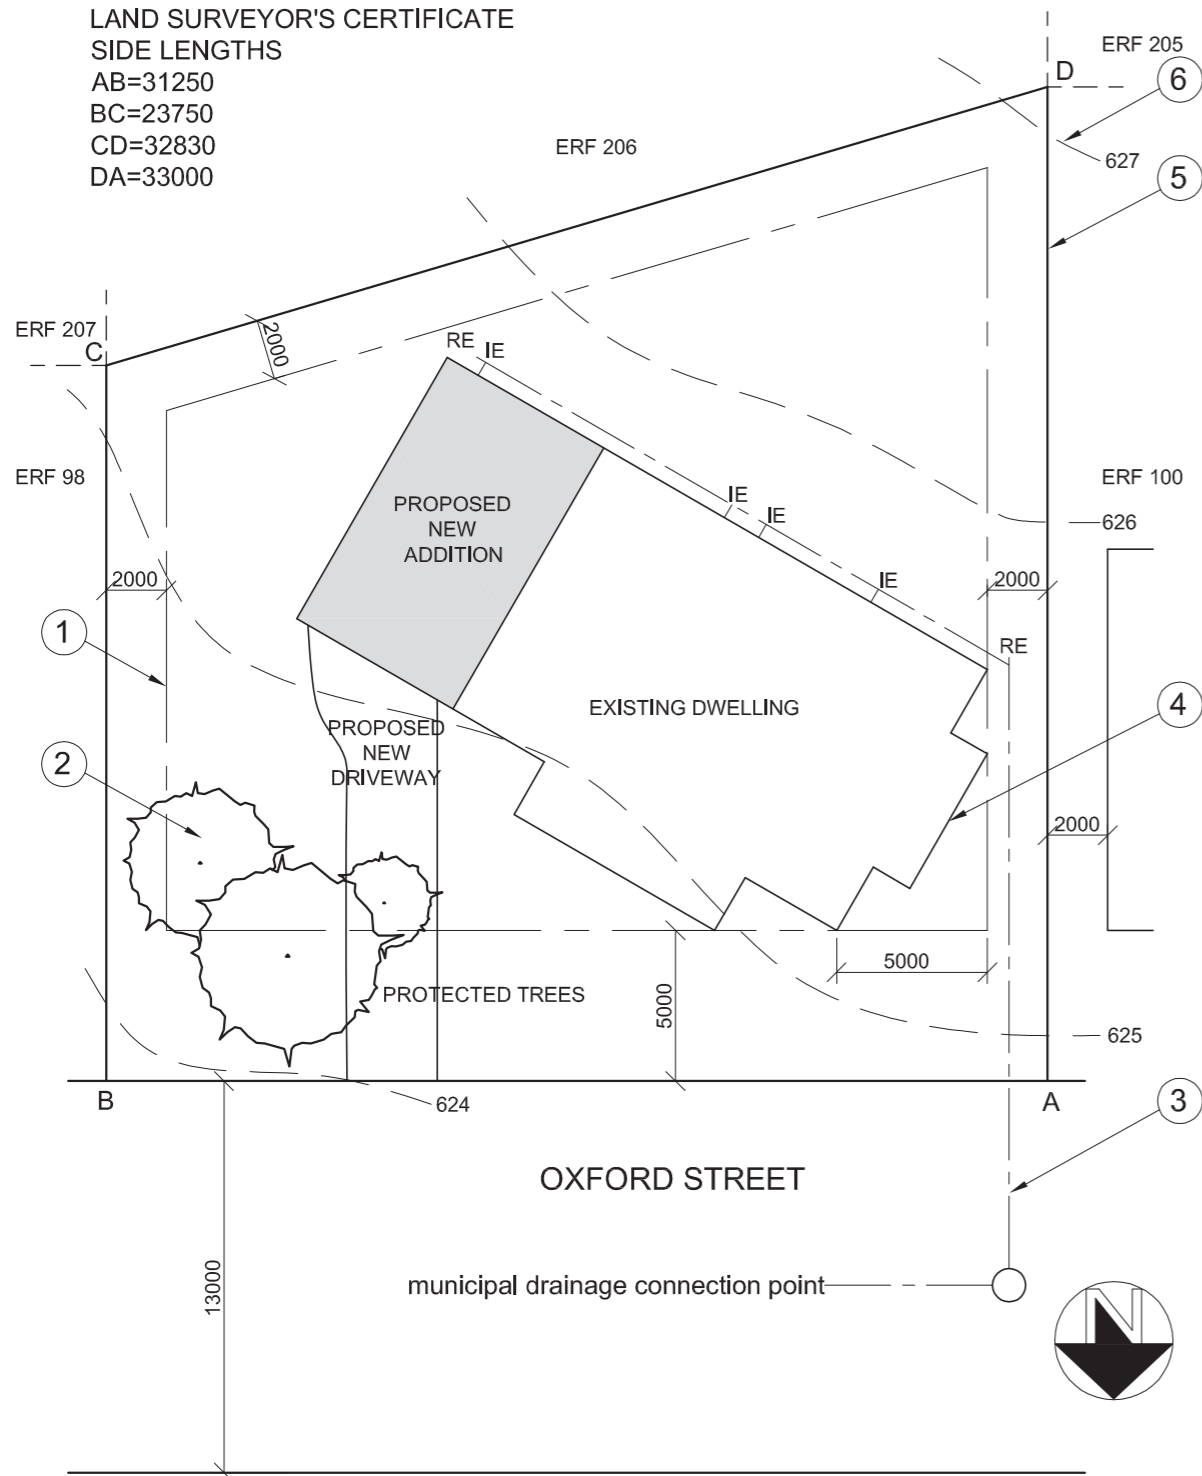 LAND SURVEYOR'S CERTIFICATE
SIDE LENGTHS
AB=31250
BC=23750
CD=32830
DA=33000
ERF 205
D
6
ERF 206
627
5
ERF 207
C
2000
RE
IE
ERF 98
ERF 100
PROPOSED
NEW
ADDITION
IE
IE
626
2000
IE
2000
1
RE
EXISTING DWELLING
4
PROPOSED
NEW
DRIVEWAY
2
2000
5000
PROTECTED TREES
5000
625
B
624
A
3
OXFORD STREET
13000
municipal drainage connection point
N